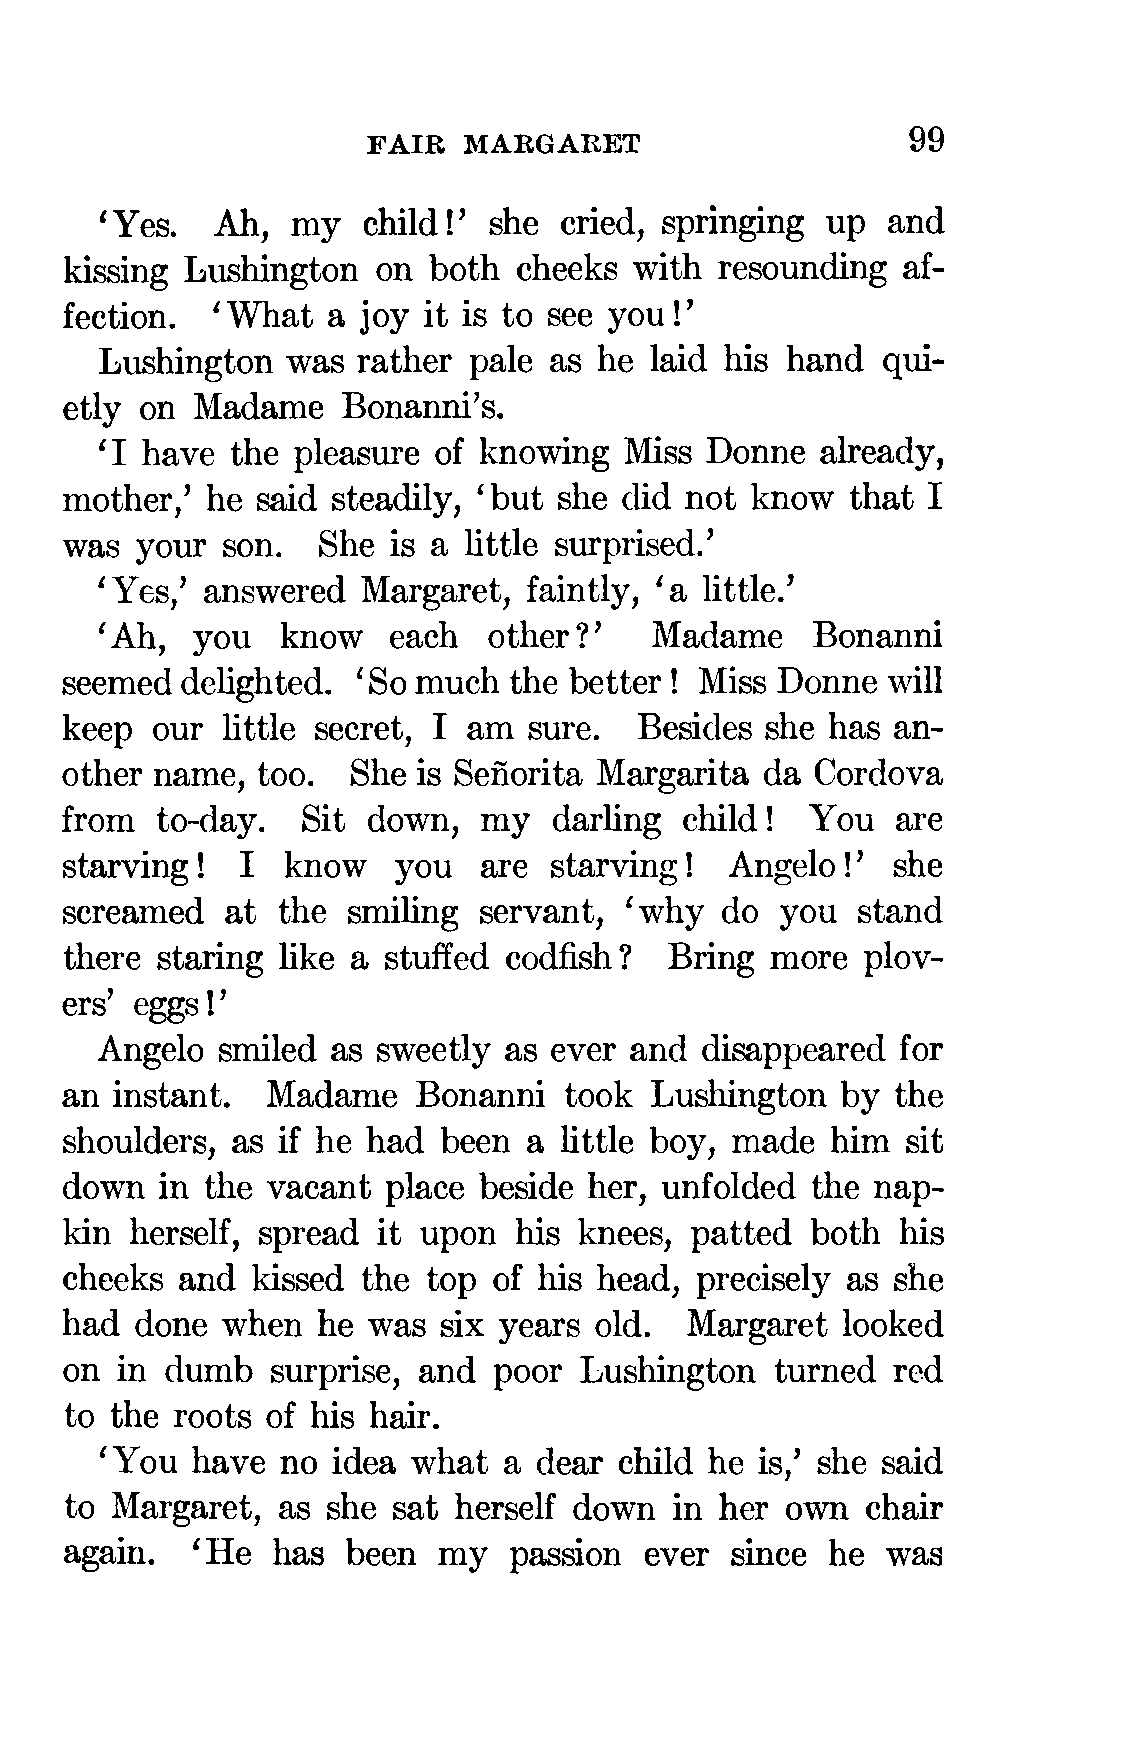 FAIR MARGARET 99
‘Yes. Ah, my child!’ she cried, springing up and
kissing Lushington on both cheeks with resounding af-
fection. ‘What a joy it is to see you!’
Lushington was rather pale as he laid his hand qui-
etly on Madame Bonanni’s.
‘I have the pleasure of knowing Miss Donne already,
mother,’ he said steadily, ‘but she did not know that I
was your son. She is a little surprised.’
‘Yes,’ answered Margaret, faintly, ‘a little.’
‘Ah, you know each other?’ Madame Bonanni
seemed delighted. ‘So much the better! Miss Donne will
keep our little secret, I am sure. Besides she has an-
other name, too. She is Señorita Margarita da Cordova
from to-day. Sit down, my darling child! You are
starving! I know you are starving! Angelo!’ she
screamed at the smiling servant, ‘why do you stand
there staring like a stuffed codfish? Bring more plov-
ers’ eggs!’
Angelo smiled as sweetly as ever and disappeared for
an instant. Madame Bonanni took Lushington by the
shoulders, as if he had been a little boy, made him sit
down in the vacant place beside her, unfolded the nap-
kin herself, spread it upon his knees, patted both his
cheeks and kissed the top of his head, precisely as she
had done when he was six years old. Margaret looked
on in dumb surprise, and poor Lushington turned red
to the roots of his hair.
‘You have no idea what a dear child he is,’ she said
to Margaret, as she sat herself down in her own chair
again. ‘He has been my passion ever since he was